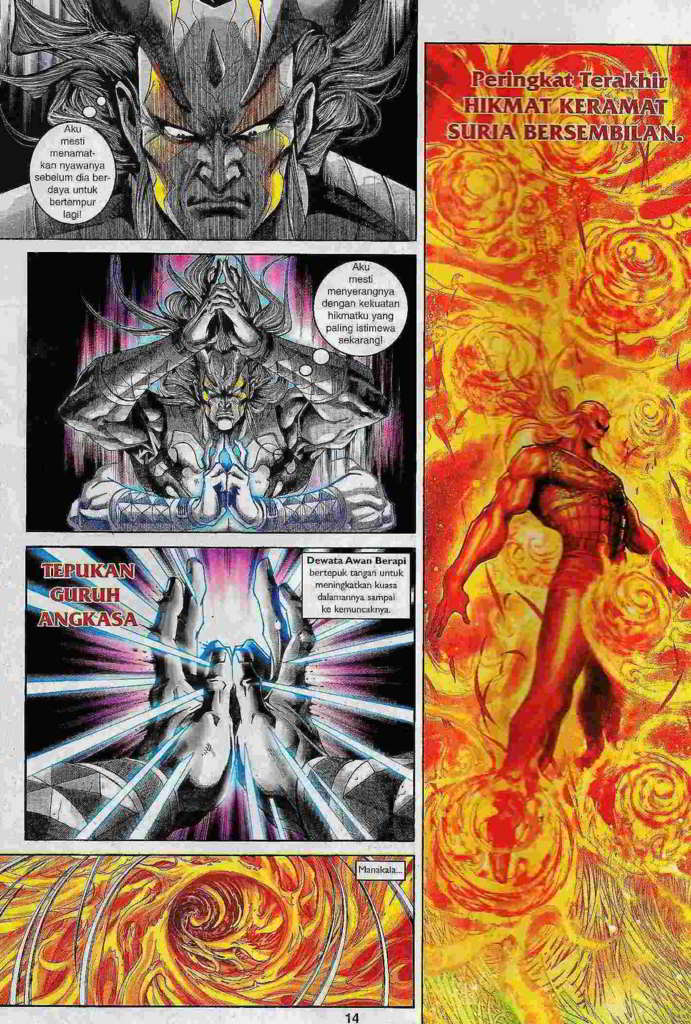 Aku
mesti
menamat-
kan nyawanya
sebelum dia ber-
daya untuk
bertempur
lagi!
Aku
mesti
menyerangnya
dengan kekuatan
hikmatku yang
paling istimewa
sekarang!
TEPUKAN
GURUH
ANGKASA
Dewata Awan Berapi
bertepuk tangan untuk
meningkatkan kuasa
dalamannya sampai
ke kemuncaknya.
Manakala...
Peringkat Terakhir
HIKMAT KERAMAT
SURIA BERSEMBILAN.
14